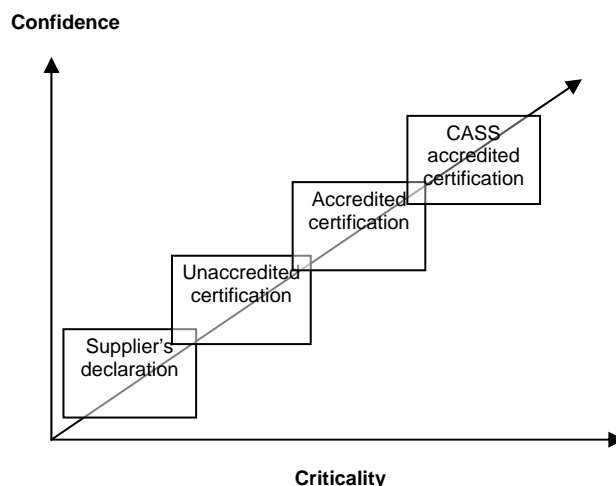 Confidence
CASS
accredited
certification
Accredited
certification
Unaccredited
certification
Supplier's
declaration
Criticality